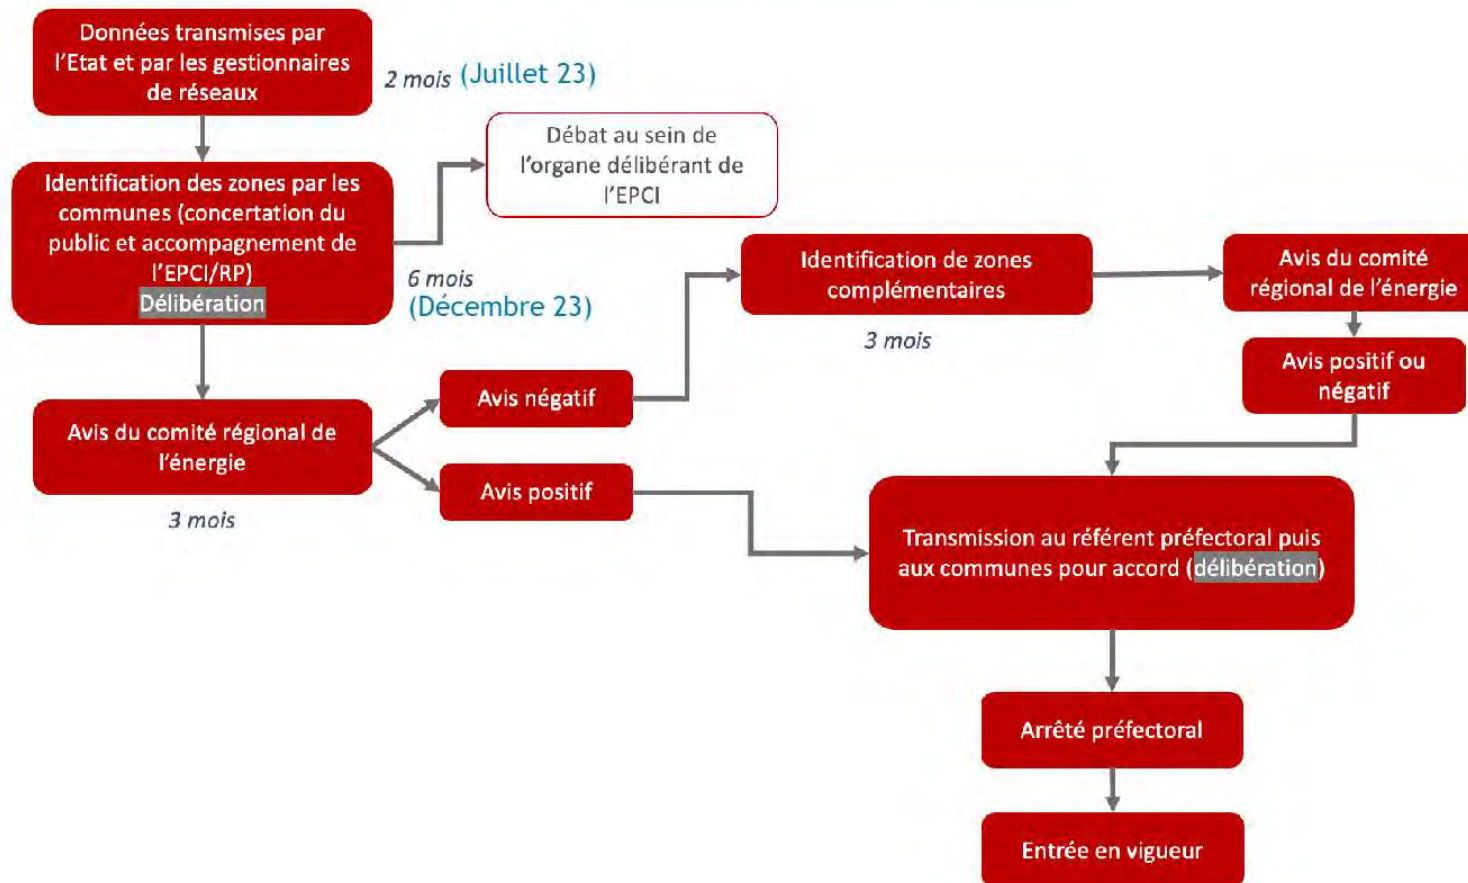 Données transmises par
l'Etat et par les gestionnaires
de réseaux
2 mois (Juillet 23)
Débat au sein de
l'organe délibérant de
l'EPCI
Identification des zones par les
communes (concertation du
public et accompagnement de
l'EPCI/RP)
Délibération
6 mois
(Décembre 23)
Identification de zones
complémentaires
3 mois
Avis du comité
régional de l'énergie
Avis positif ou
négatif
Avis du comité régional de
l'énergie
3 mois
Avis négatif
Avis positif
Transmission au référent préfectoral puis
aux communes pour accord (délibération)
Arrêté préfectoral
Entrée en vigueur